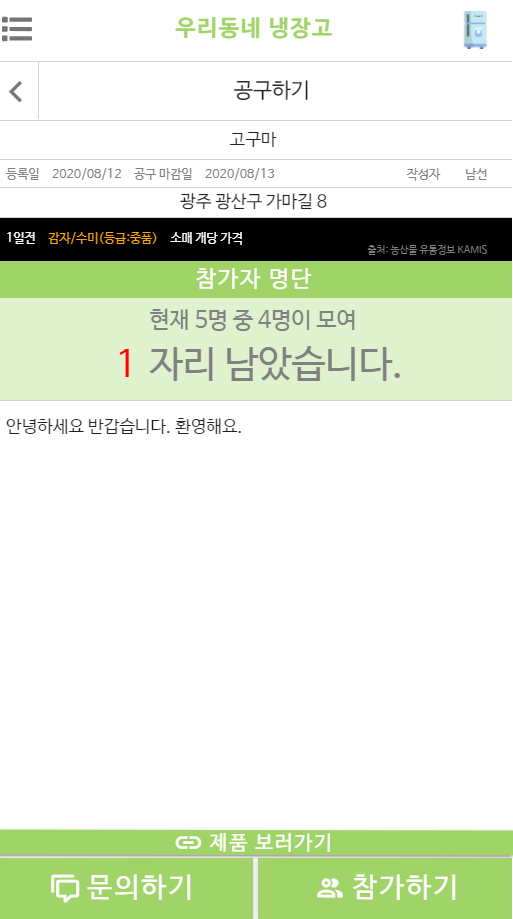 우리동네 냉장고
공구하기
고구마
등록일 2020/08/12 공구 마감일 2020/08/13 작성자 남선
광주 광산구 가마길 8
1일전 감자/수미(등급:중품) 소매 개당 가격
출처: 농산물 유통정보 KAMIS
참가자 명단
현재 5명 중 4명이 모여
1 자리 남았습니다.
안녕하세요 반갑습니다. 환영해요.
제품 보러가기
문의하기 참가하기